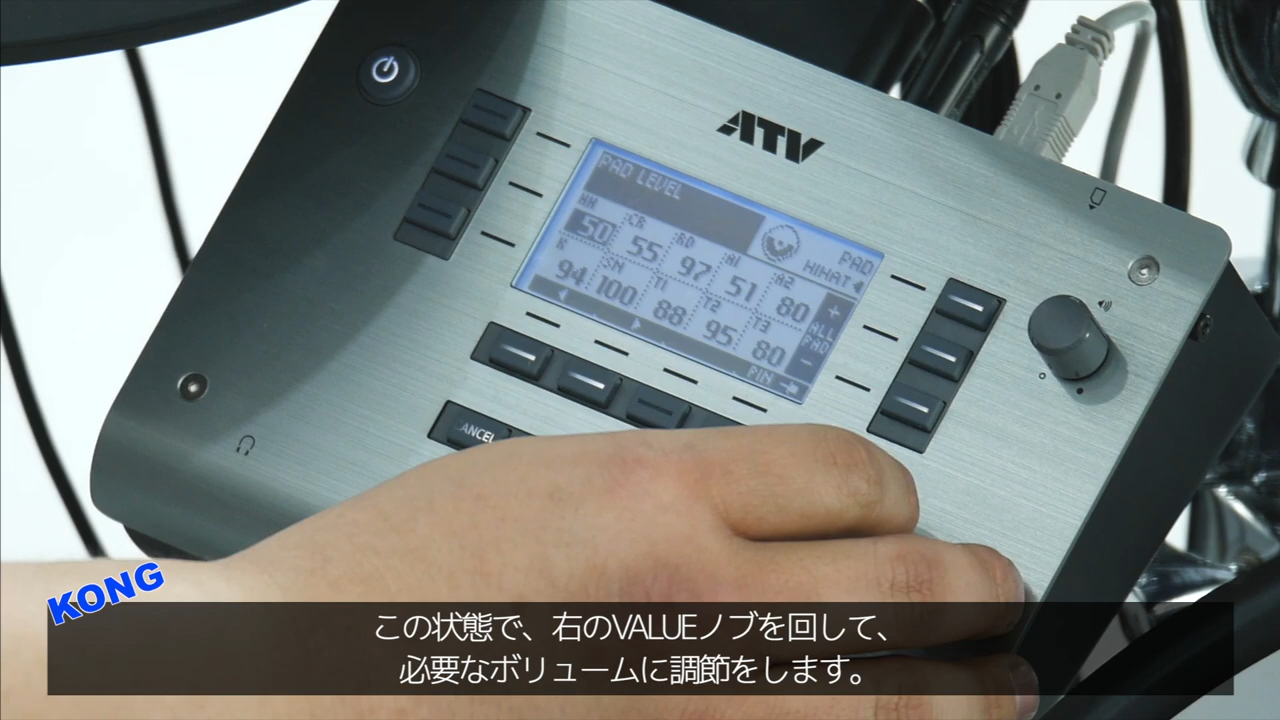 ATV
PAD LEVEL
PAD
HIHAT
HH CR RD A1 A2
50 55 97 51 80
K SN T1 T2 T3
94 100 88 95 80
+
ALL
PAD
-
PIN
ANCEL
KONG
この状態で、右のVALUEノブを回して、
必要なボリュームに調節をします。